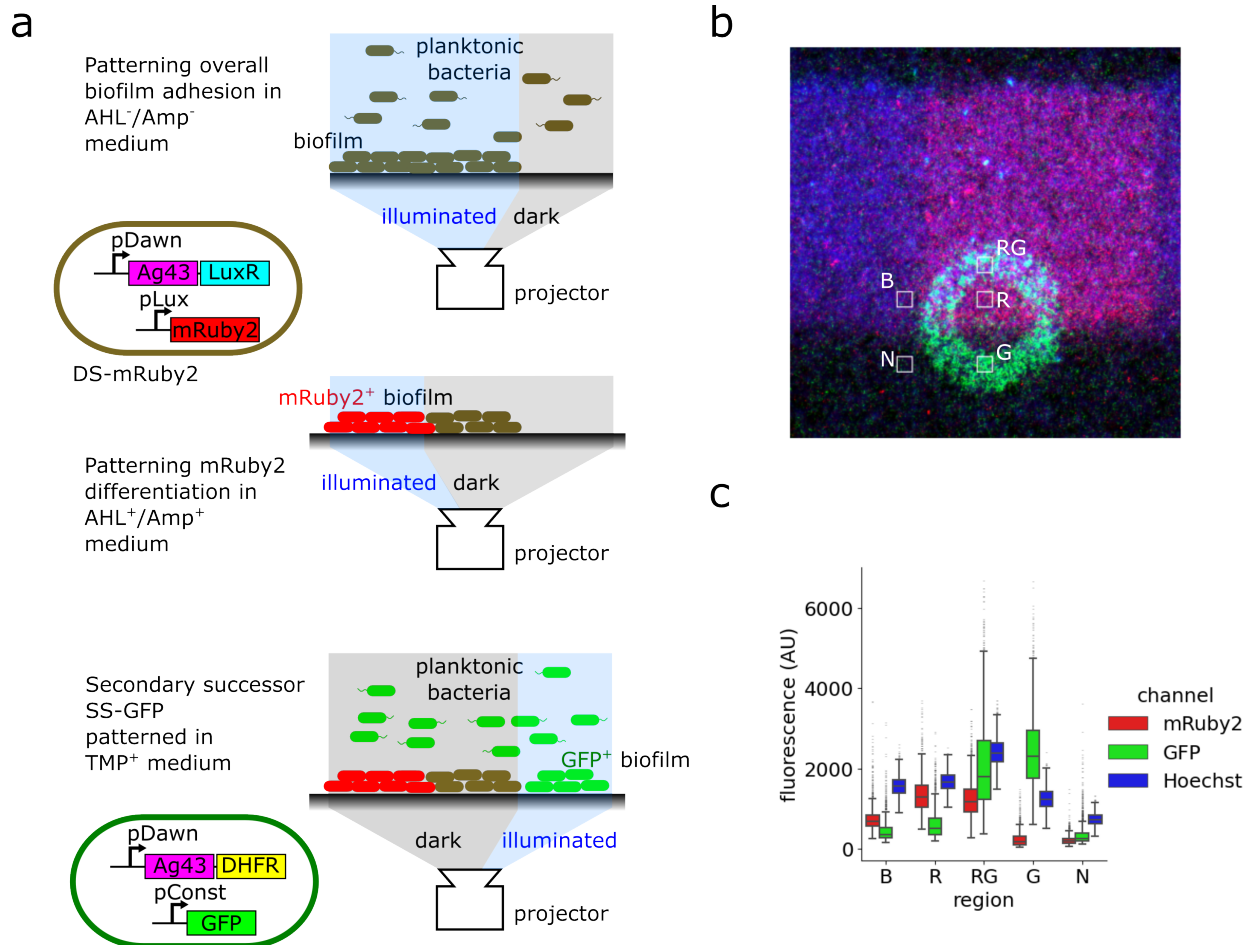 a
Patterning overall
biofilm adhesion in
AHL⁻/Amp⁻
medium
planktonic
bacteria
biofilm
illuminated dark
projector
pDawn
Ag43 LuxR
pLux
mRuby2
DS-mRuby2
mRuby2⁺ biofilm
Patterning mRuby2
differentiation in
AHL⁺/Amp⁺
medium
illuminated dark
projector
Secondary successor
SS-GFP
patterned in
TMP⁺ medium
planktonic
bacteria
GFP⁺ biofilm
dark illuminated
projector
pDawn
Ag43 DHFR
pConst
GFP
b
RG
B
R
N
G
c
fluorescence (AU)
6000
4000
2000
0
B R RG G N
region
channel
mRuby2
GFP
Hoechst